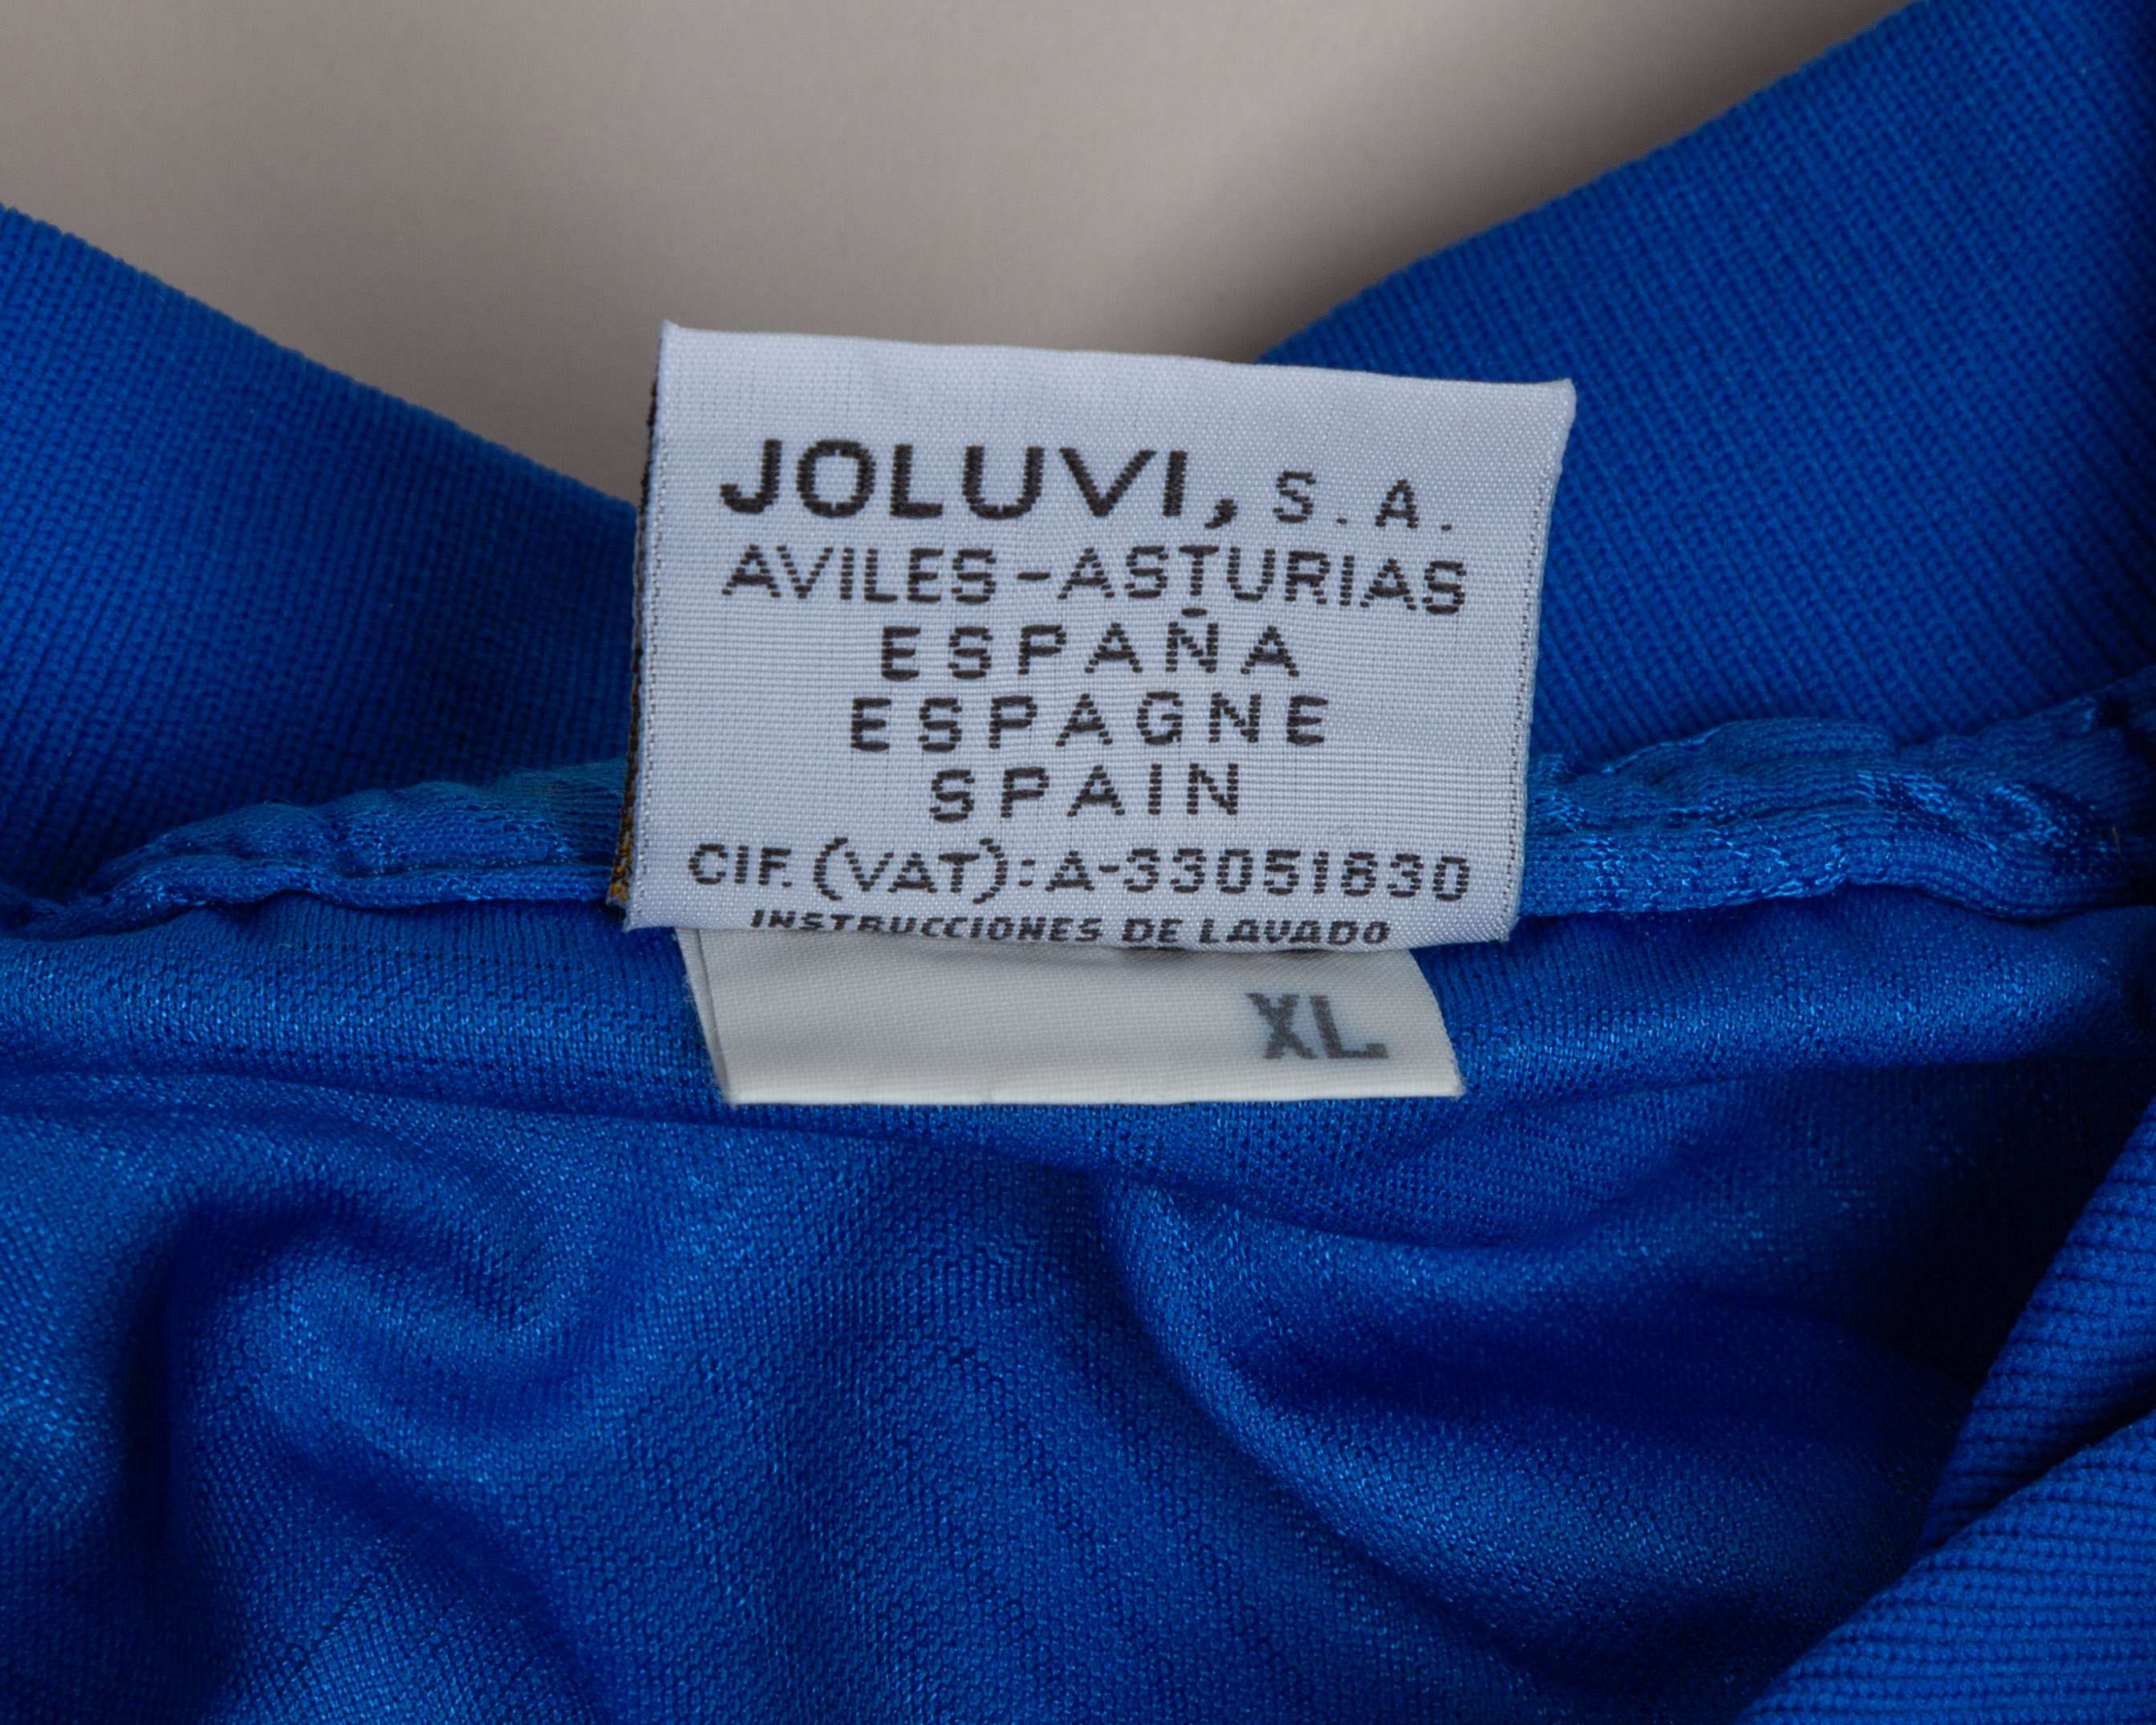 JOLUVI, S.A.
AVILES-ASTURIAS
ESPAÑA
ESPAGNE
SPAIN
CIF. (VAT): A-33051830
INSTRUCCIONES DE LAVADO
XL